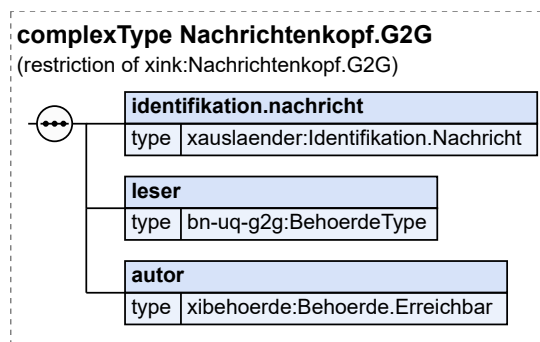 complexType Nachrichtenkopf.G2G
(restriction of xink:Nachrichtenkopf.G2G)
identifikation.nachricht
type xauslaender:Identifikation.Nachricht
leser
type bn-uq-g2g:BehoerdeType
autor
type xibehoerde:Behoerde.Erreichbar